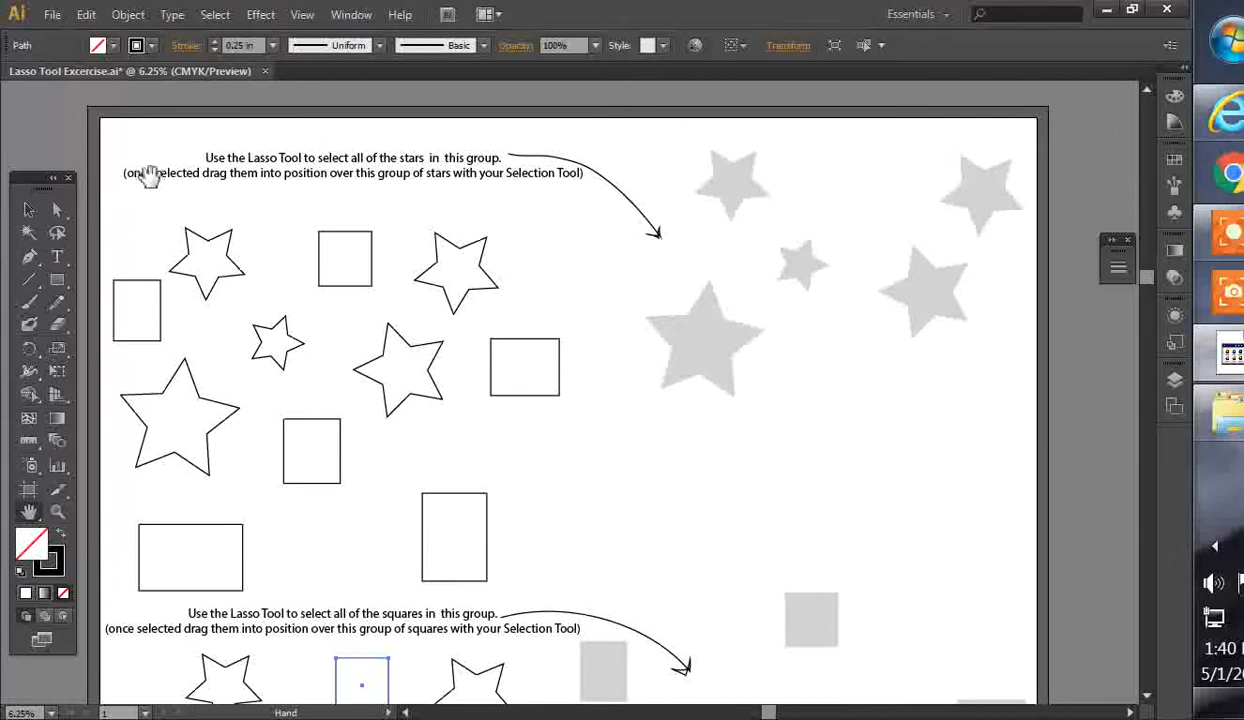 Ai File Edit Object Type Select Effect View Window Help Br Essentials
Path Stroke: 0.25 in Uniform Basic Opacity: 100% Style: Transform
Lasso Tool Excercise.ai* @ 6.25% (CMYK/Preview)
Use the Lasso Tool to select all of the stars in this group.
selected drag them into position over this group of stars with your Selection Tool)
Use the Lasso Tool to select all of the squares in this group.
(once selected drag them into position over this group of squares with your Selection Tool)
1:40
5/1/2
6.25% 1 Hand